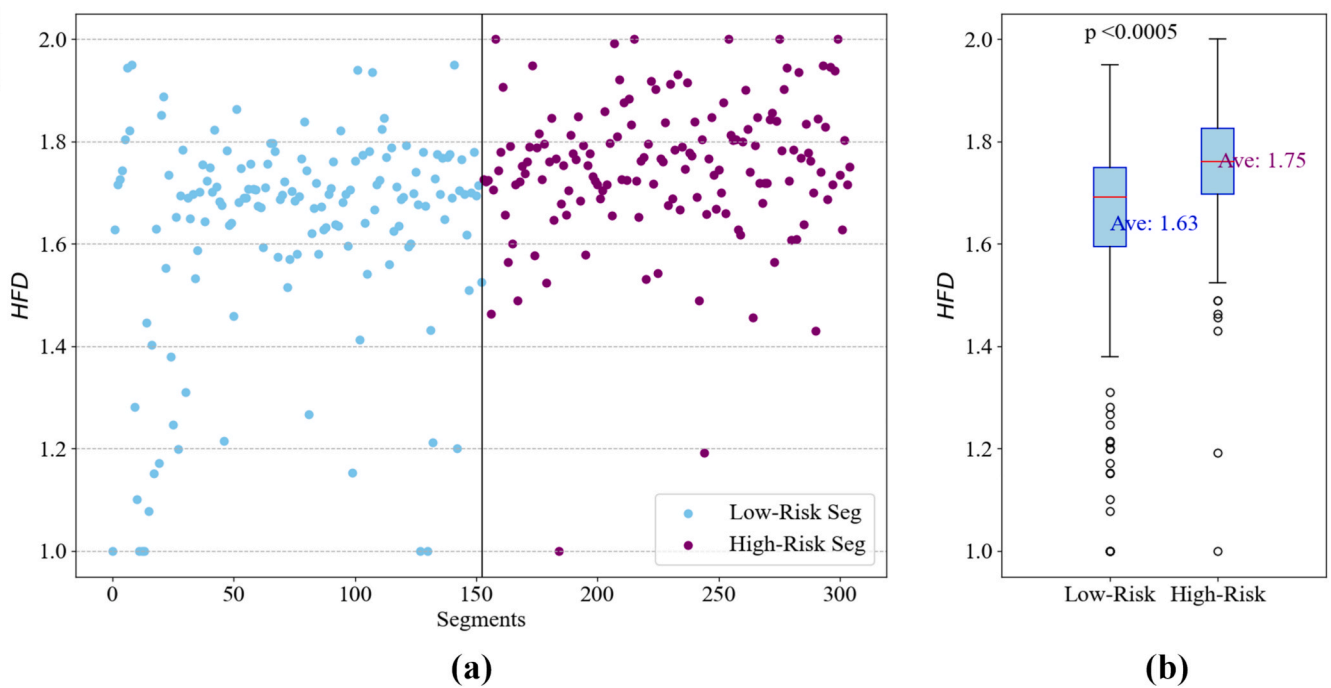 2.0
1.8
1.6
1.4
1.2
1.0
HFD
0 50 100 150 200 250 300
Segments
Low-Risk Seg
High-Risk Seg
(a)
2.0
1.8
1.6
1.4
1.2
1.0
HFD
p <0.0005
Ave: 1.75
Ave: 1.63
Low-Risk High-Risk
(b)